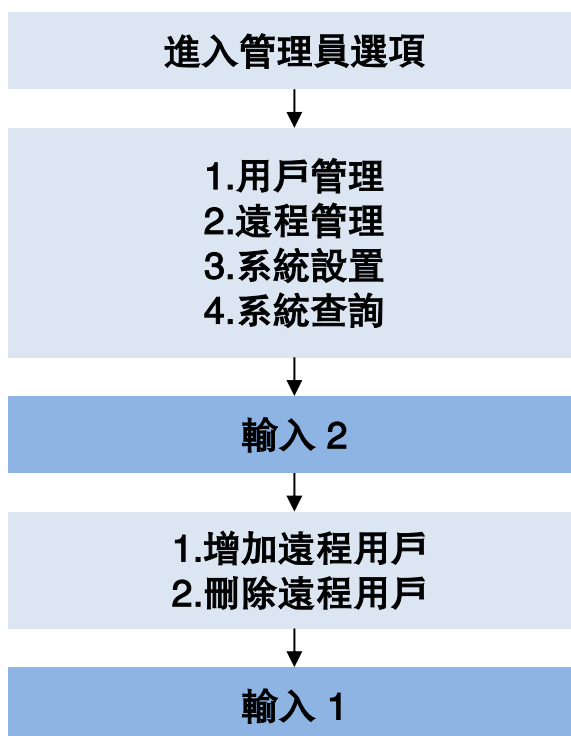 進入管理員選項
1.用戶管理
2.遠程管理
3.系統設置
4.系統查詢
輸入 2
1.增加遠程用戶
2.刪除遠程用戶
輸入 1